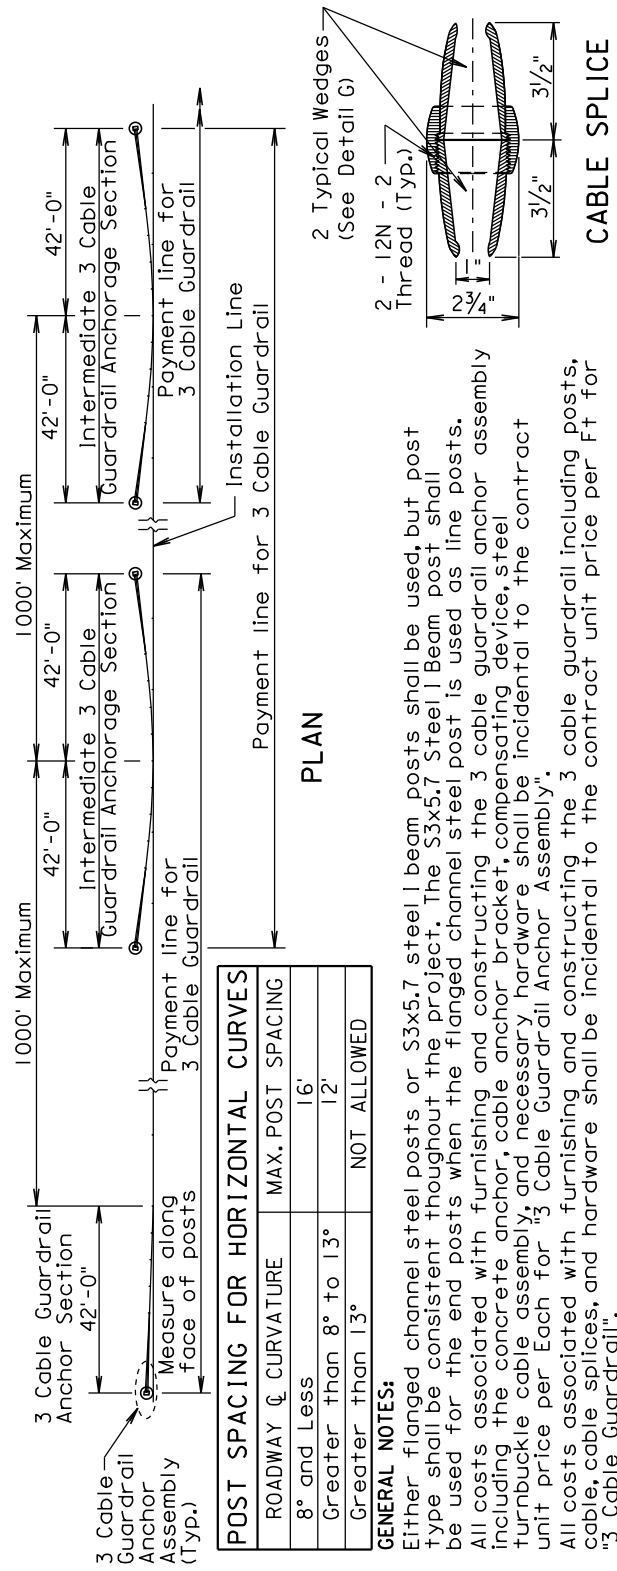 1000' Maximum
1000' Maximum
3 Cable Guardrail
Anchor Section
42'-0"
42'-0"
42'-0"
42'-0"
42'-0"
Intermediate 3 Cable
Guardrail Anchorage Section
Intermediate 3 Cable
Guardrail Anchorage Section
3 Cable
Guardrail
Anchor
Assembly
(Typ.)
Measure along
face of posts
Payment line for
3 Cable Guardrail
Payment line for
3 Cable Guardrail
Installation Line
Payment line for 3 Cable Guardrail
PLAN
POST SPACING FOR HORIZONTAL CURVES
ROADWAY ℄ CURVATURE MAX. POST SPACING
8° and Less 16'
Greater than 8° to 13° 12'
Greater than 13° NOT ALLOWED
2 Typical Wedges
(See Detail G)
2 - 12N - 2
Thread (Typ.)
1"
2¾"
3½"
3½"
CABLE SPLICE
GENERAL NOTES:
Either flanged channel steel posts or S3x5.7 steel I beam posts shall be used, but post
type shall be consistent thoughout the project. The S3x5.7 Steel I Beam post shall
be used for the end posts when the flanged channel steel post is used as line posts.
All costs associated with furnishing and constructing the 3 cable guardrail anchor assembly
including the concrete anchor, cable anchor bracket, compensating device, steel
turnbuckle cable assembly, and necessary hardware shall be incidental to the contract
unit price per Each for "3 Cable Guardrail Anchor Assembly".
All costs associated with furnishing and constructing the 3 cable guardrail including posts,
cable, cable splices, and hardware shall be incidental to the contract unit price per Ft for
"3 Cable Guardrail".